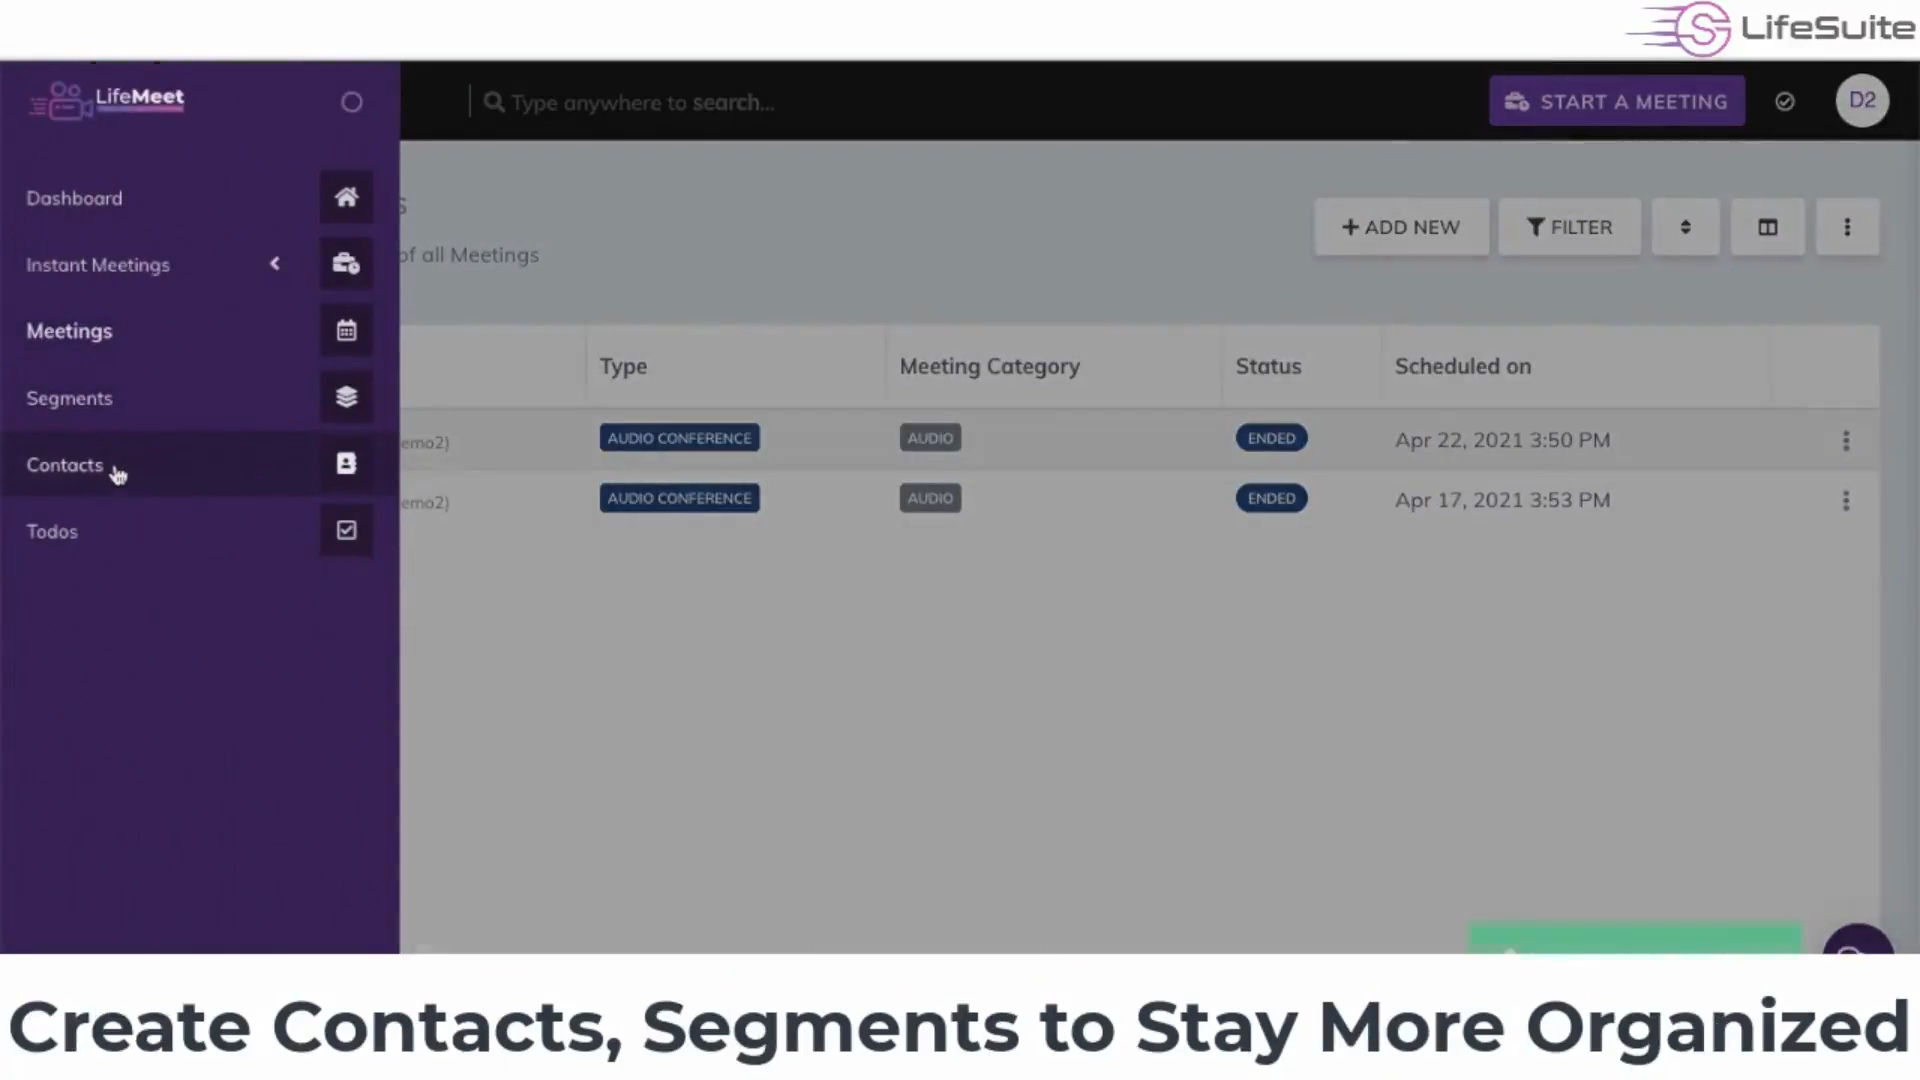 LifeSuite
LifeMeet
Type anywhere to search...
START A MEETING
D2
Dashboard
Instant Meetings
Meetings
Segments
Contacts
Todos
s
of all Meetings
+ ADD NEW
FILTER
Type
Meeting Category
Status
Scheduled on
emo2)
AUDIO CONFERENCE
AUDIO
ENDED
Apr 22, 2021 3:50 PM
emo2)
AUDIO CONFERENCE
AUDIO
ENDED
Apr 17, 2021 3:53 PM
Create Contacts, Segments to Stay More Organized